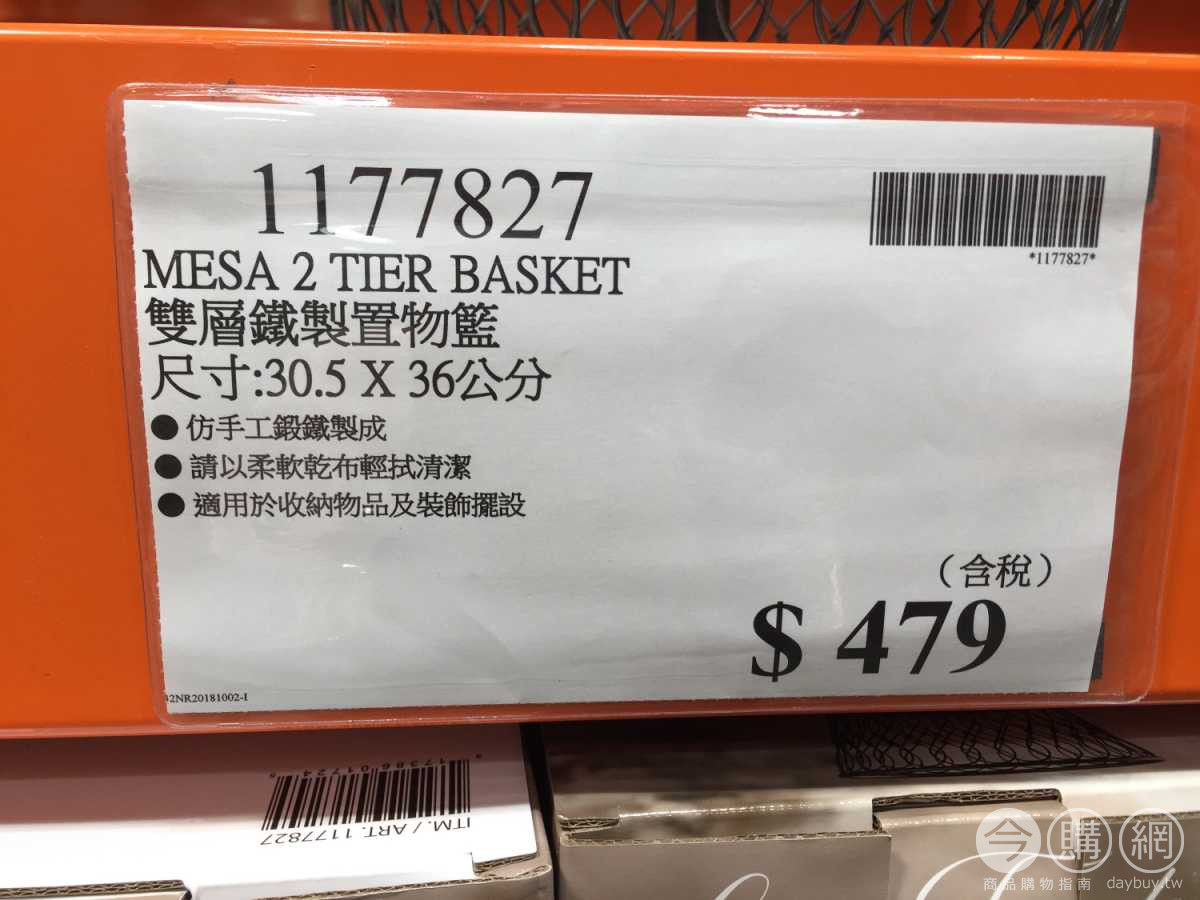 1177827
*1177827*
MESA 2 TIER BASKET
雙層鐵製置物籃
尺寸:30.5 X 36公分
● 仿手工鍛鐵製成
● 請以柔軟乾布輕拭清潔
● 適用於收納物品及裝飾擺設
(含稅)
$ 479
2NR20181002-I
ITM. / ART. 1177827
今購網
商品購物指南 daybuy.tw